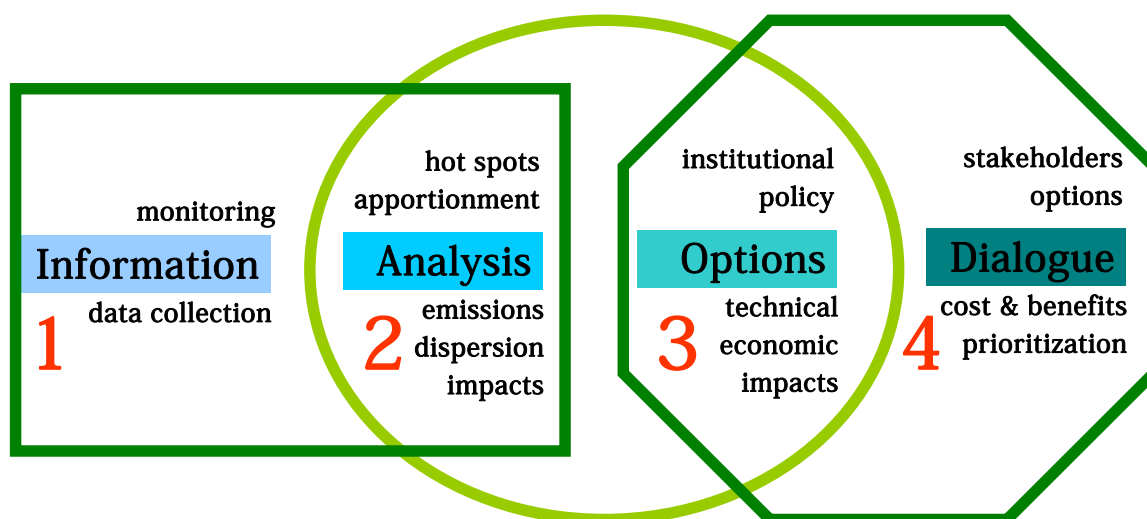 monitoring
Information
data collection
1
hot spots
apportionment
Analysis
emissions
dispersion
impacts
2
institutional
policy
Options
technical
economic
impacts
3
stakeholders
options
Dialogue
cost & benefits
prioritization
4